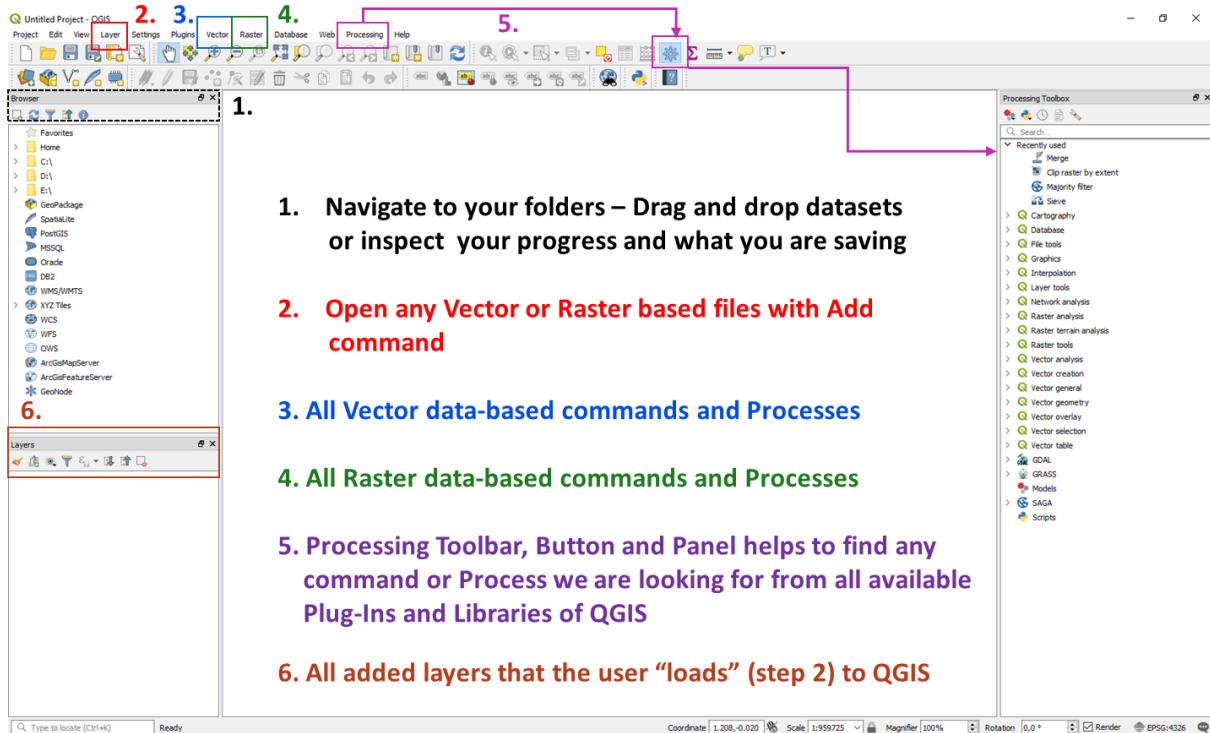 Untitled Project - QGIS
2. 3. 4.
Project Edit View Layer Settings Plugins Vector Raster Database Web Processing Help
5.
Browser
1.
Favorites
Home
C:\
D:\
E:\
GeoPackage
SpatiaLite
PostGIS
MSSQL
Oracle
DB2
WMS/WMTS
XYZ Tiles
WCS
WFS
OWS
ArcGisMapServer
ArcGisFeatureServer
GeoNode
6.
Layers
1. Navigate to your folders – Drag and drop datasets
or inspect your progress and what you are saving
2. Open any Vector or Raster based files with Add
command
3. All Vector data-based commands and Processes
4. All Raster data-based commands and Processes
5. Processing Toolbar, Button and Panel helps to find any
command or Process we are looking for from all available
Plug-Ins and Libraries of QGIS
6. All added layers that the user “loads” (step 2) to QGIS
Processing Toolbox
Search...
Recently used
Merge
Clip raster by extent
Majority filter
Sieve
Cartography
Database
File tools
Graphics
Interpolation
Layer tools
Network analysis
Raster analysis
Raster terrain analysis
Raster tools
Vector analysis
Vector creation
Vector general
Vector geometry
Vector overlay
Vector selection
Vector table
GDAL
GRASS
Models
SAGA
Scripts
Type to locate (Ctrl+K) Ready Coordinate 1.208,-0.020 Scale 1:959725 Magnifier 100% Rotation 0,0 ° Render EPSG:4326